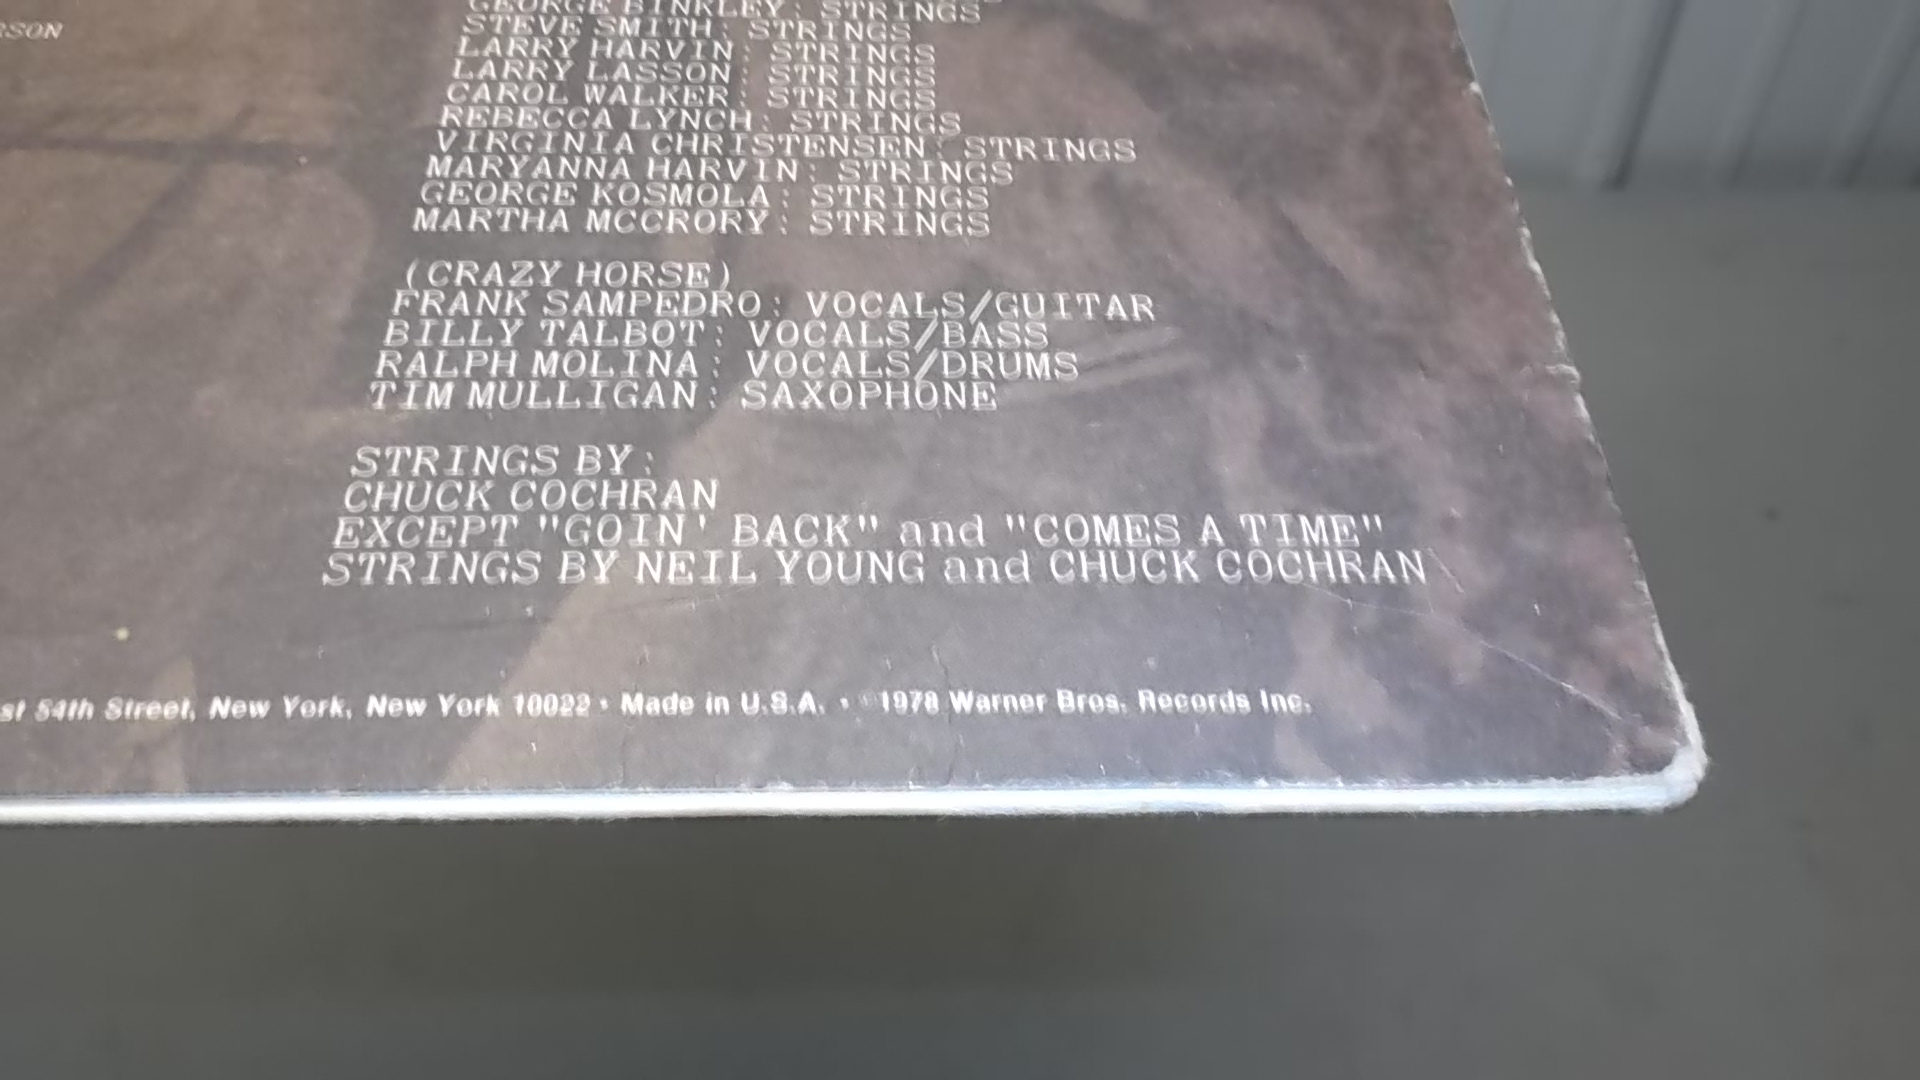 RSON
GEORGE BINKLEY: STRINGS
STEVE SMITH: STRINGS
LARRY HARVIN: STRINGS
LARRY LASSON: STRINGS
CAROL WALKER: STRINGS
REBECCA LYNCH: STRINGS
VIRGINIA CHRISTENSEN: STRINGS
MARYANNA HARVIN: STRINGS
GEORGE KOSMOLA: STRINGS
MARTHA MCCRORY: STRINGS
(CRAZY HORSE)
FRANK SAMPEDRO: VOCALS/GUITAR
BILLY TALBOT: VOCALS/BASS
RALPH MOLINA: VOCALS/DRUMS
TIM MULLIGAN: SAXOPHONE
STRINGS BY:
CHUCK COCHRAN
EXCEPT "GOIN' BACK" and "COMES A TIME"
STRINGS BY NEIL YOUNG and CHUCK COCHRAN
st 54th Street, New York, New York 10022 • Made in U.S.A. • ©1978 Warner Bros. Records Inc.